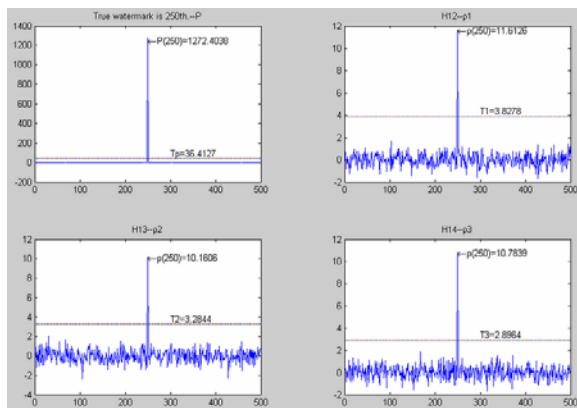 True watermark is 250th.--P
1400
1200
1000
800
600
400
200
0
-200
P(250)=1272.4038
Tp=36.4127
0 100 200 300 400 500
H12--ρ1
12
10
8
6
4
2
0
-2
ρ(250)=11.6126
T1=3.8278
0 100 200 300 400 500
H13--ρ2
12
10
8
6
4
2
0
-2
-4
ρ(250)=10.1606
T2=3.2844
0 100 200 300 400 500
H14--ρ3
12
10
8
6
4
2
0
-2
ρ(250)=10.7839
T3=2.8964
0 100 200 300 400 500